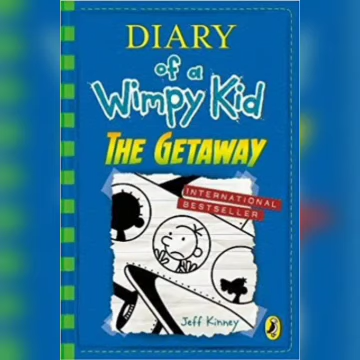 DIARY
of a
Wimpy Kid
THE GETAWAY
INTERNATIONAL
BESTSELLER
Jeff Kinney